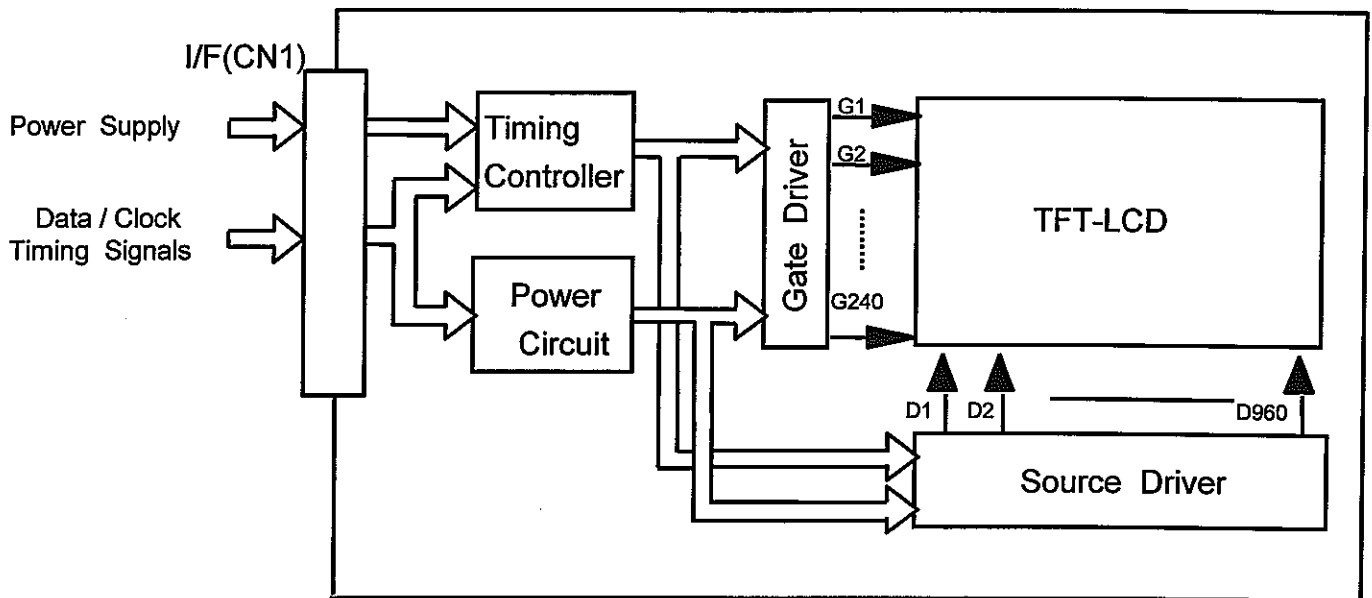 I/F(CN1)
Power Supply
Data / Clock
Timing Signals
Timing
Controller
Power
Circuit
Gate Driver
G1
G2
G240
TFT-LCD
D1
D2
D960
Source Driver